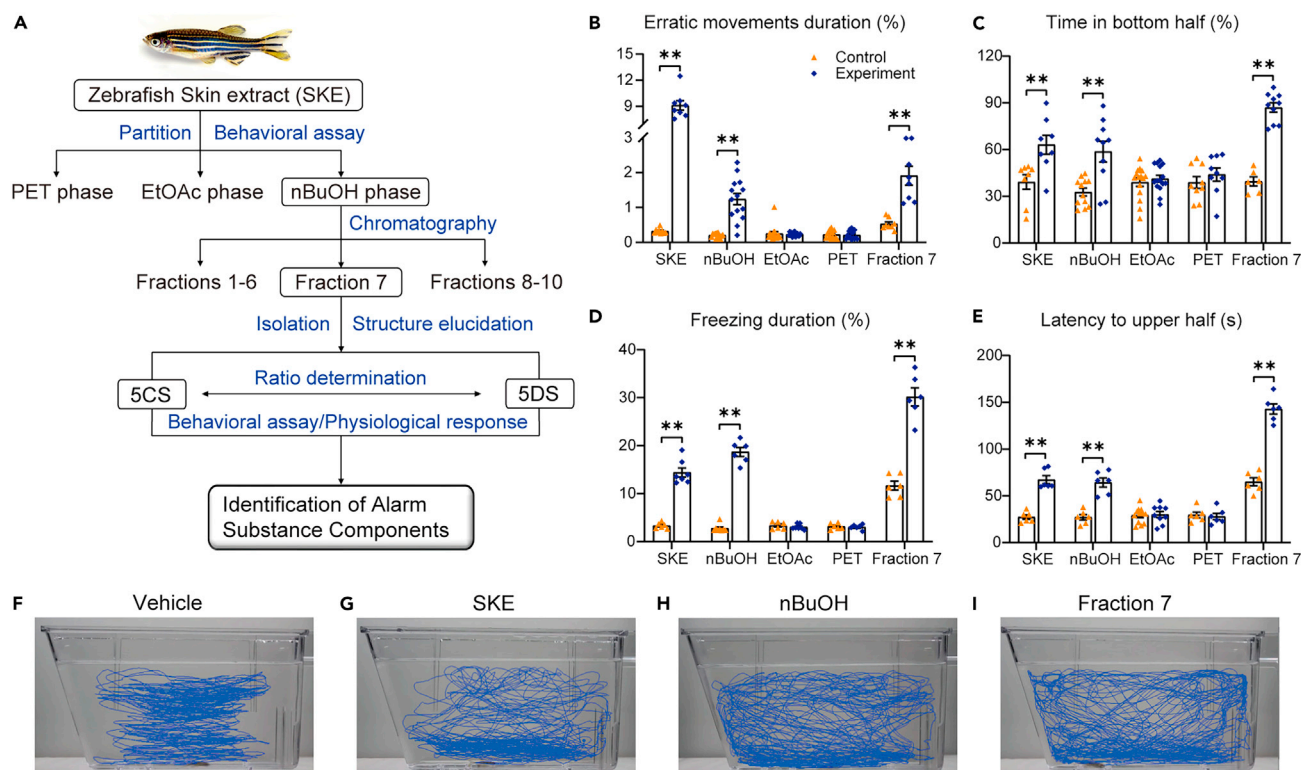 A
Zebrafish Skin extract (SKE)
Partition Behavioral assay
PET phase EtOAc phase nBuOH phase
Chromatography
Fractions 1-6 Fraction 7 Fractions 8-10
Isolation Structure elucidation
5CS Ratio determination 5DS
Behavioral assay/Physiological response
Identification of Alarm
Substance Components
B Erratic movements duration (%)
Control
Experiment
15
12
9
6
3
2
1
0
** ** **
SKE nBuOH EtOAc PET Fraction 7
C Time in bottom half (%)
120
90
60
30
0
** ** **
SKE nBuOH EtOAc PET Fraction 7
D Freezing duration (%)
40
30
20
10
0
** ** **
SKE nBuOH EtOAc PET Fraction 7
E Latency to upper half (s)
200
150
100
50
0
** ** **
SKE nBuOH EtOAc PET Fraction 7
F Vehicle
G SKE
H nBuOH
I Fraction 7